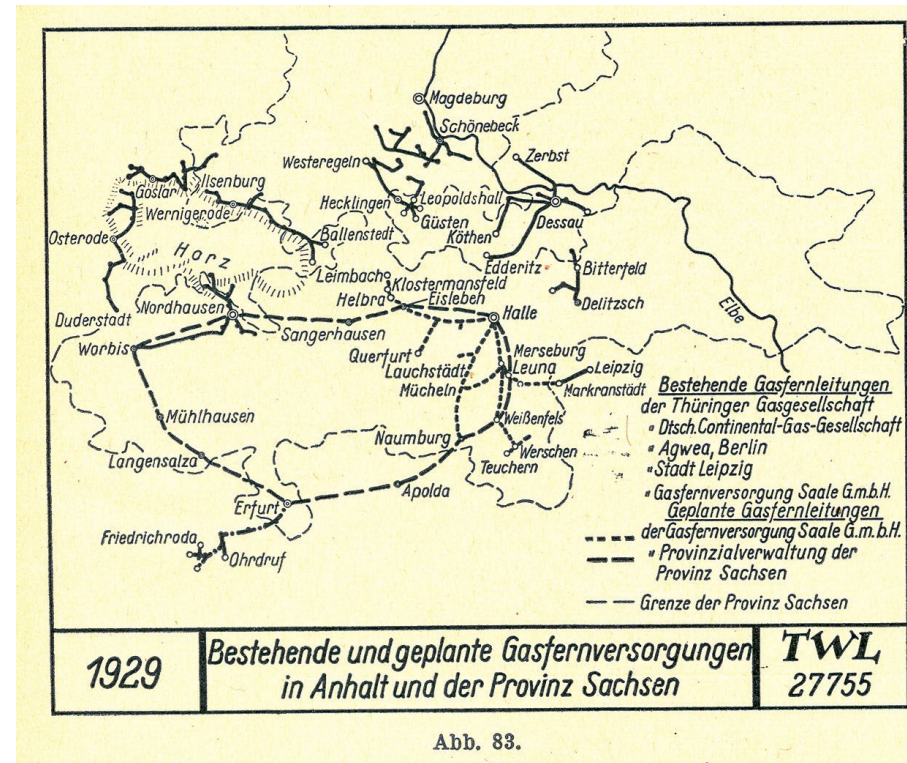 Magdeburg
Schönebeck
Westeregeln
Zerbst
Goslar
Ilsenburg
Wernigerode
Hecklingen
Leopoldshall
Güsten
Dessau
Köthen
Osterode
Ballenstedt
Harz
Edderitz
Bitterfeld
Leimbach
Klostermansfeld
Helbra
Eisleben
Delitzsch
Nordhausen
Halle
Elbe
Duderstadt
Sangerhausen
Worbis
Querfurt
Merseburg
Lauchstädt
Leuna
Leipzig
Mücheln
Markranstädt
Mühlhausen
Weißenfels
Naumburg
Werschen
Teuchern
Langensalza
Apolda
Erfurt
Friedrichroda
Ohrdruf
Bestehende Gasfernleitungen
der Thüringer Gasgesellschaft
" Dtsch. Continental-Gas-Gesellschaft
" Agwea, Berlin
" Stadt Leipzig
" Gasfernversorgung Saale G.m.b.H.
Geplante Gasfernleitungen
der Gasfernversorgung Saale G.m.b.H.
" Provinzialverwaltung der
Provinz Sachsen
Grenze der Provinz Sachsen
1929
Bestehende und geplante Gasfernversorgungen
in Anhalt und der Provinz Sachsen
TWL
27755
Abb. 83.